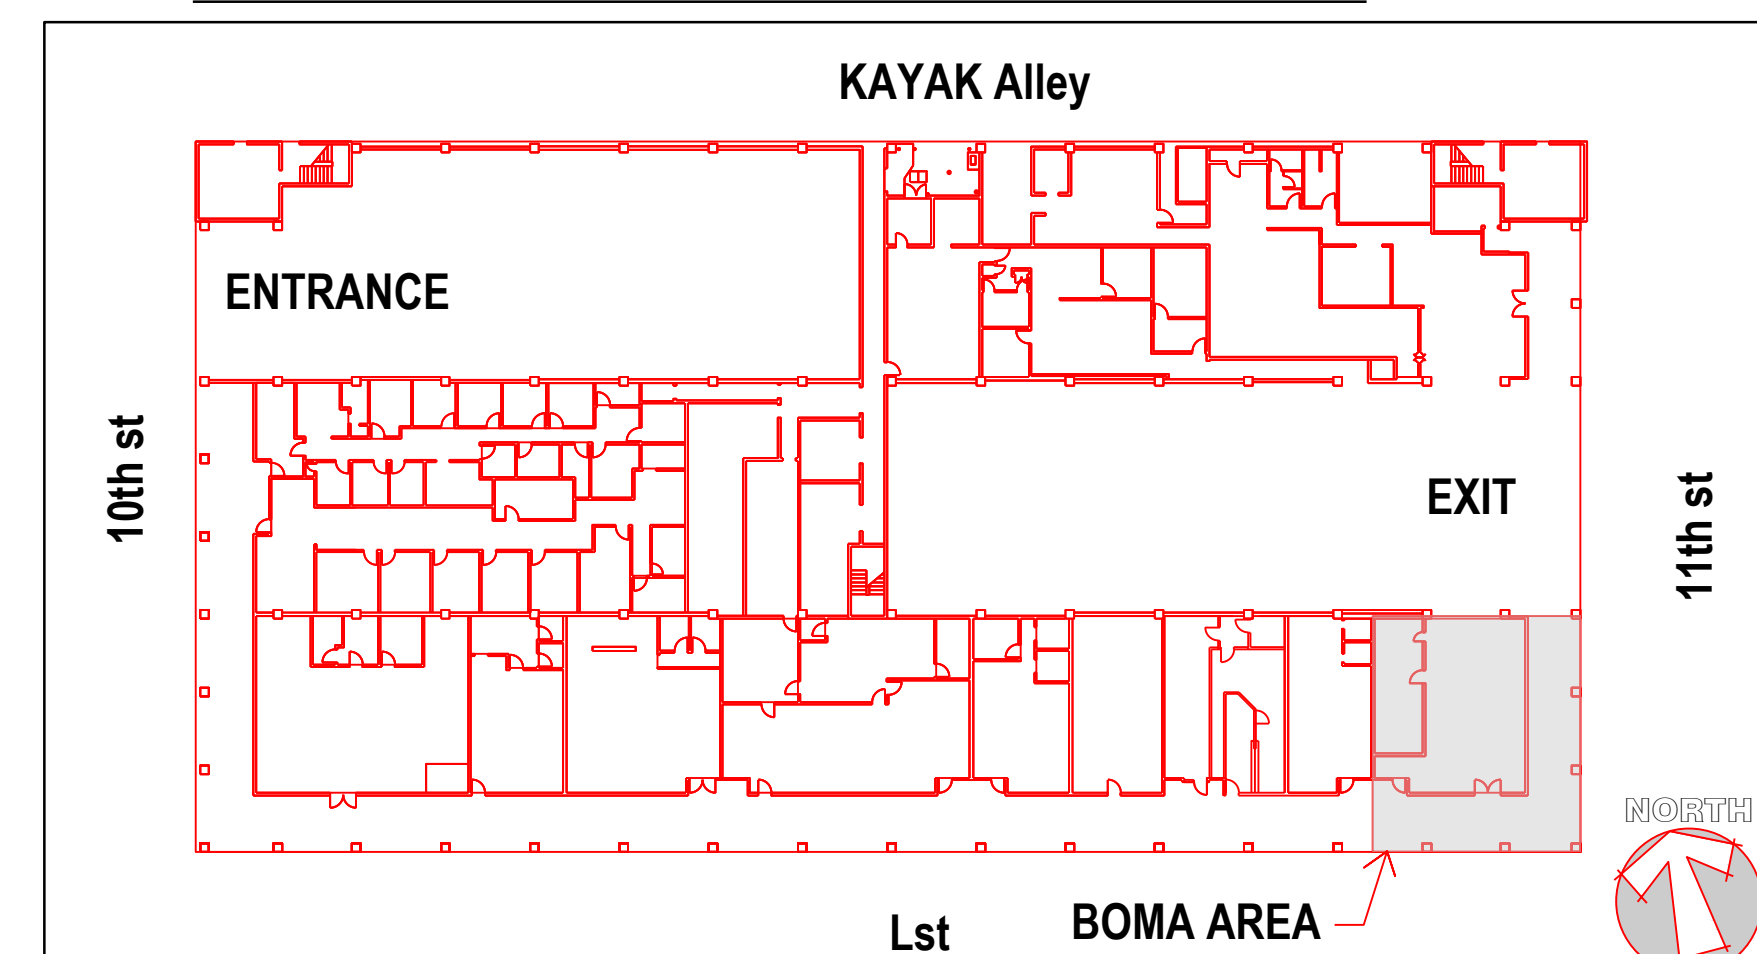 KAYAK Alley
ENTRANCE
10th st
EXIT
11th st
NORTH
BOMA AREA
Lst